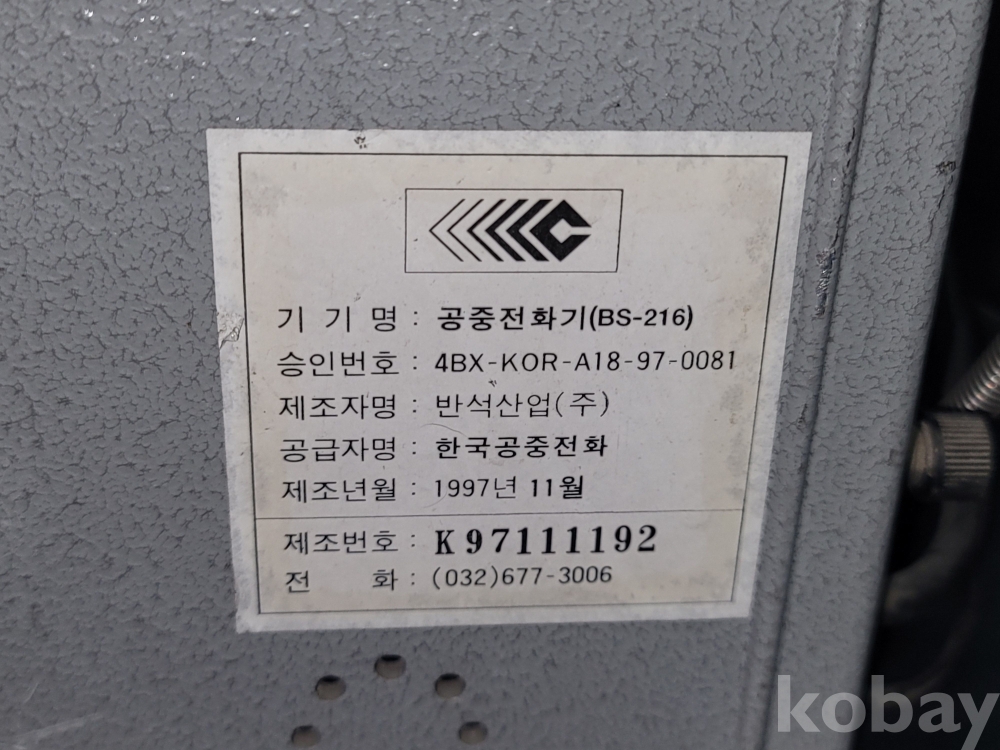 기 기 명 : 공중전화기(BS-216)
승인번호 : 4BX-KOR-A18-97-0081
제조자명 : 반석산업(주)
공급자명 : 한국공중전화
제조년월 : 1997년 11월
제조번호 : K97111192
전 화 : (032)677-3006
kobay